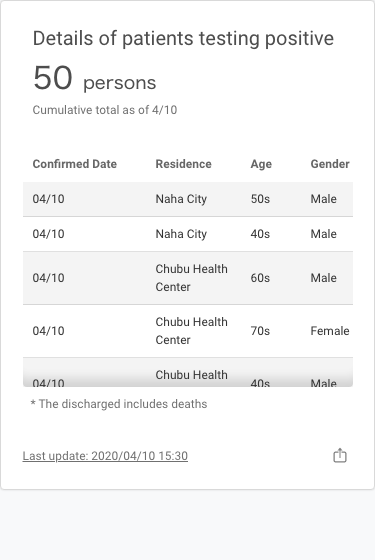 Details of patients testing positive
50 persons
Cumulative total as of 4/10
Confirmed Date Residence Age Gender
04/10 Naha City 50s Male
04/10 Naha City 40s Male
04/10 Chubu Health Center 60s Male
04/10 Chubu Health Center 70s Female
04/10 Chubu Health 40s Male
* The discharged includes deaths
Last update: 2020/04/10 15:30